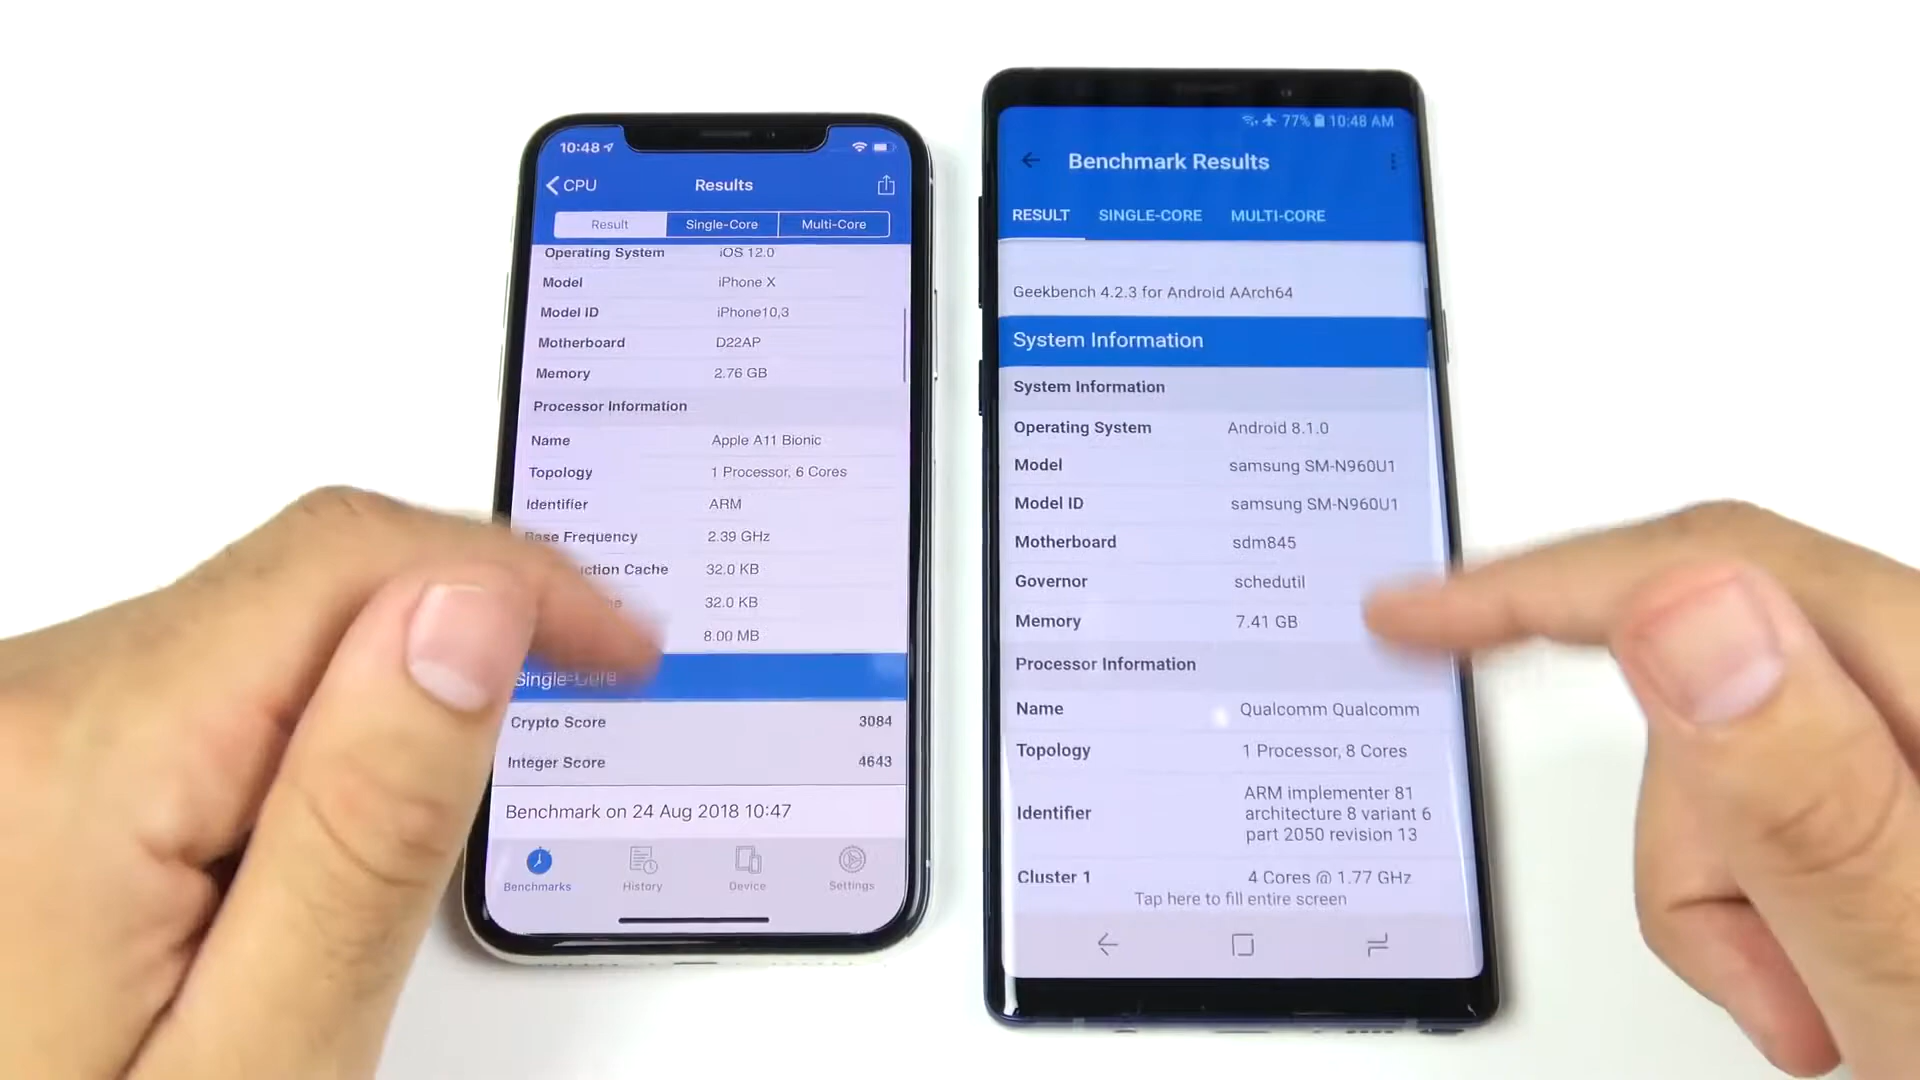 10:48
CPU
Results
Result
Single-Core
Multi-Core
Operating System iOS 12.0
Model iPhone X
Model ID iPhone10,3
Motherboard D22AP
Memory 2.76 GB
Processor Information
Name Apple A11 Bionic
Topology 1 Processor, 6 Cores
Identifier ARM
Base Frequency 2.39 GHz
Cache 32.0 KB
32.0 KB
8.00 MB
Single-Core
Crypto Score 3084
Integer Score 4643
Benchmark on 24 Aug 2018 10:47
Benchmarks
History
Device
Settings
77% 10:48 AM
Benchmark Results
RESULT
SINGLE-CORE
MULTI-CORE
Geekbench 4.2.3 for Android AArch64
System Information
System Information
Operating System Android 8.1.0
Model samsung SM-N960U1
Model ID samsung SM-N960U1
Motherboard sdm845
Governor schedutil
Memory 7.41 GB
Processor Information
Name Qualcomm Qualcomm
Topology 1 Processor, 8 Cores
Identifier ARM implementer 81
architecture 8 variant 6
part 2050 revision 13
Cluster 1 4 Cores @ 1.77 GHz
Tap here to fill entire screen